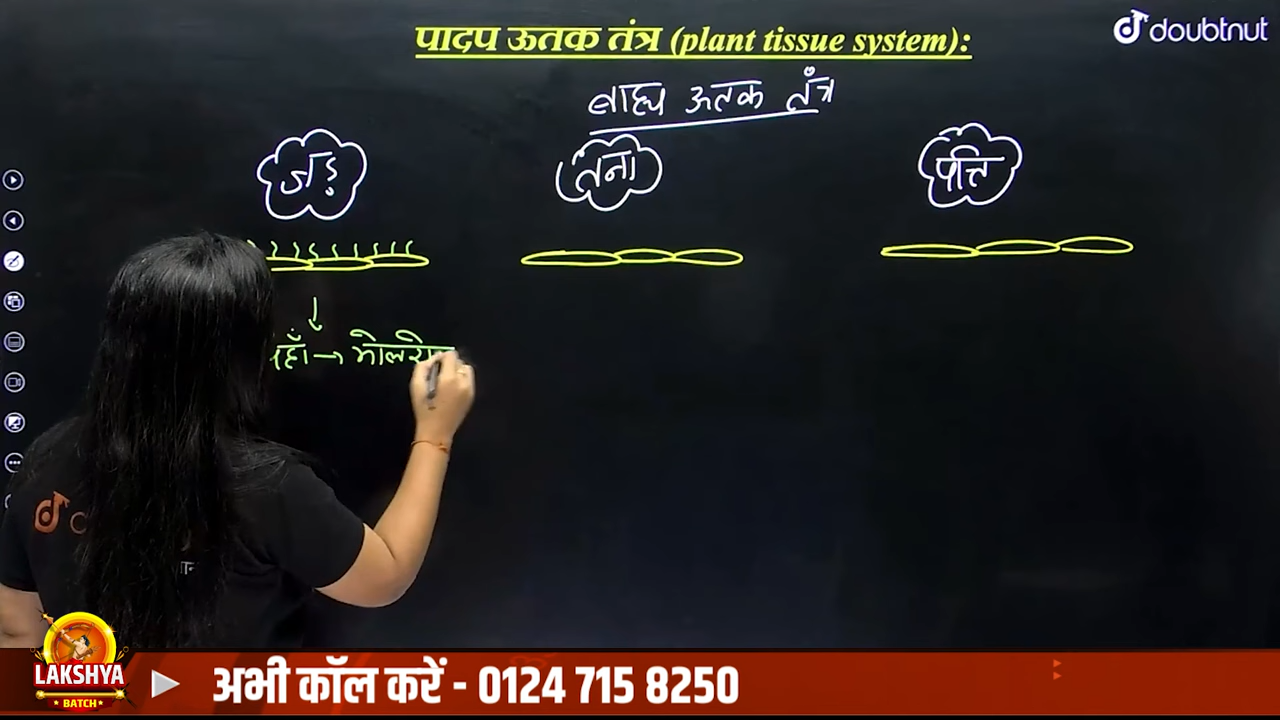 पादप ऊतक तंत्र (plant tissue system):
doubtnut
बाह्य ऊतक तंत्र
जड़
तना
पत्ति
LAKSHYA
BATCH
अभी कॉल करें - 0124 715 8250